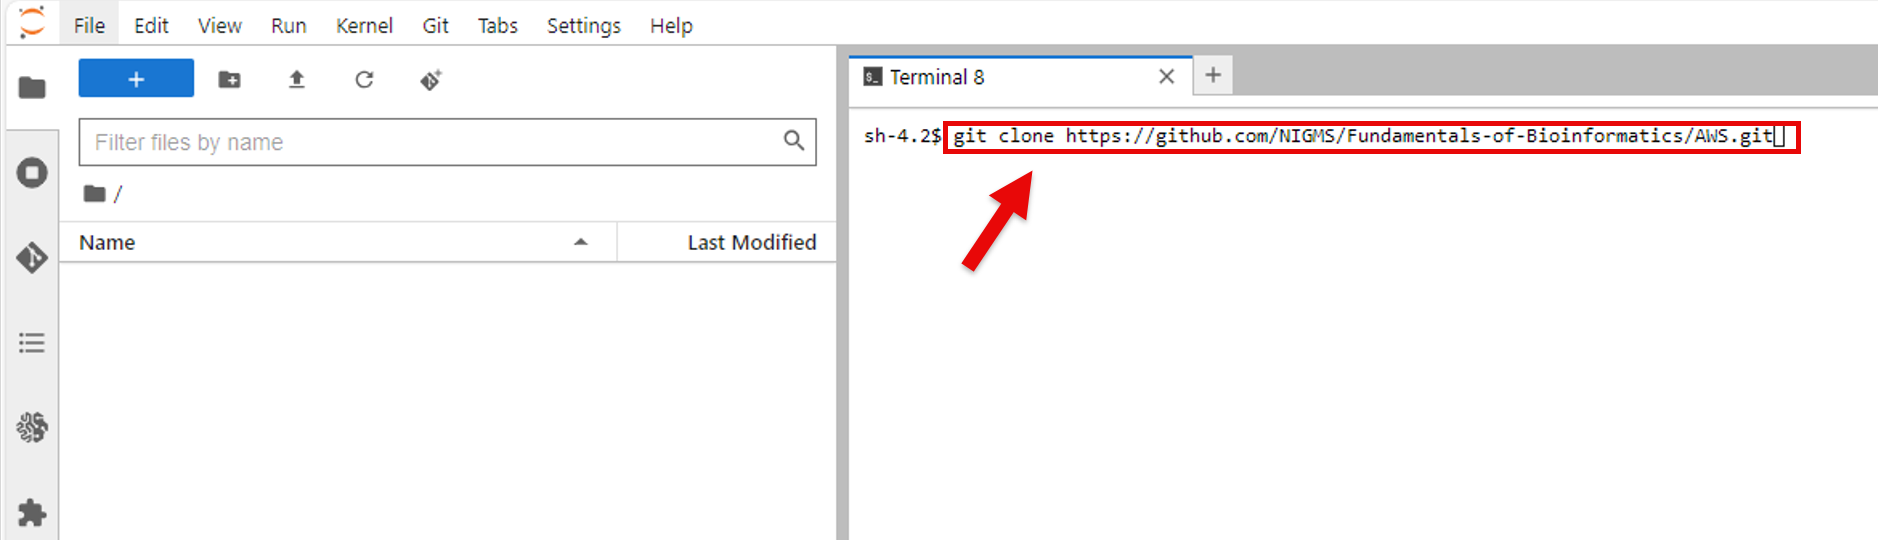 File Edit View Run Kernel Git Tabs Settings Help
+
Filter files by name
/
Name Last Modified
$_ Terminal 8 +
sh-4.2$ git clone https://github.com/NIGMS/Fundamentals-of-Bioinformatics/AWS.git